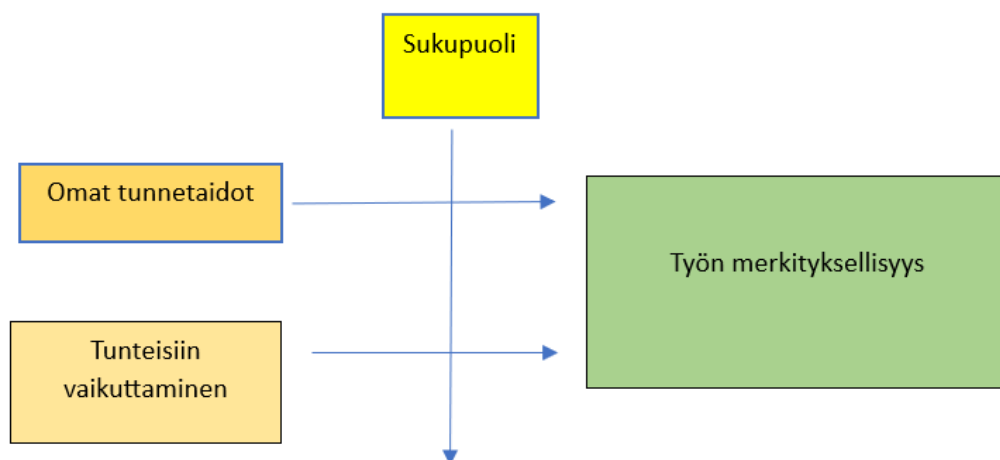 Sukupuoli
Omat tunnetaidot
Työn merkityksellisyys
Tunteisiin
vaikuttaminen